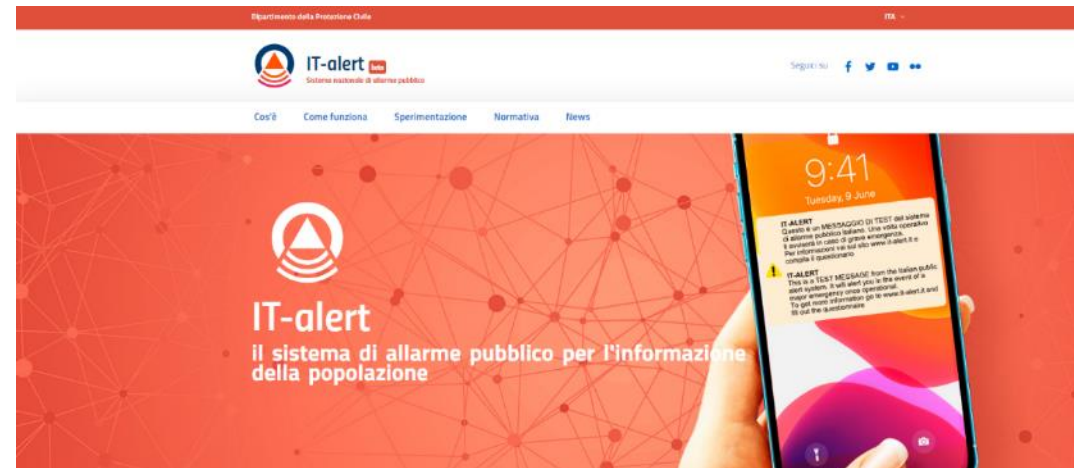 Dipartimento della Protezione Civile
ITA
IT-alert beta
Sistema nazionale di allarme pubblico
Seguici su
Cos'è Come funziona Sperimentazione Normativa News
9:41
Tuesday, 9 June
IT-ALERT
Questo è un MESSAGGIO DI TEST del sistema
di allarme pubblico italiano. Una volta operativo
ti avviserà in caso di grave emergenza.
Per informazioni vai sul sito www.it-alert.it e
compila il questionario
IT-ALERT
This is a TEST MESSAGE from the Italian public
alert system. It will alert you in the event of a
major emergency once operational.
To get more information go to www.it-alert.it and
fill out the questionnaire
IT-alert
il sistema di allarme pubblico per l'informazione
della popolazione